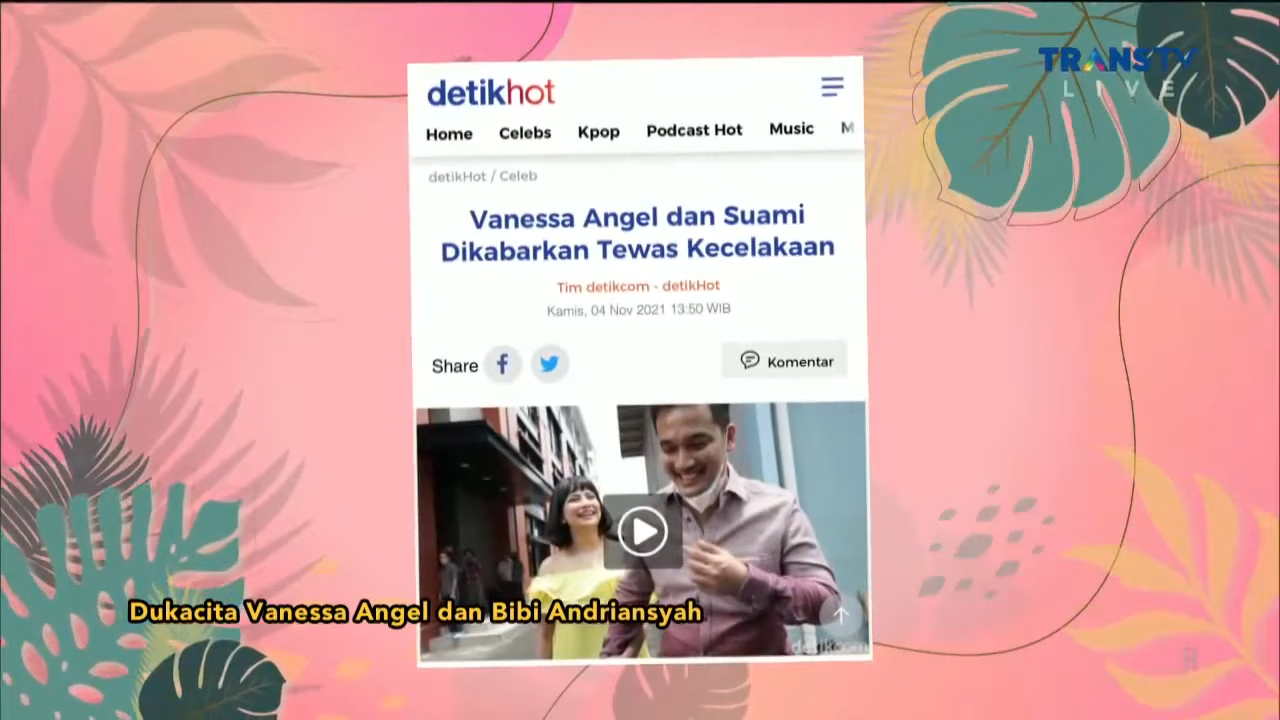 TRANSTV
LIVE
detikhot
Home Celebs Kpop Podcast Hot Music M
detikHot / Celeb
Vanessa Angel dan Suami
Dikabarkan Tewas Kecelakaan
Tim detikcom - detikHot
Kamis, 04 Nov 2021 13:50 WIB
Share
Komentar
detikcom
Dukacita Vanessa Angel dan Bibi Andriansyah